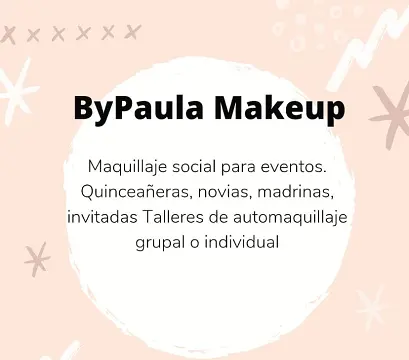 ByPaula Makeup
Maquillaje social para eventos.
Quinceañeras, novias, madrinas,
invitadas Talleres de automaquillaje
grupal o individual